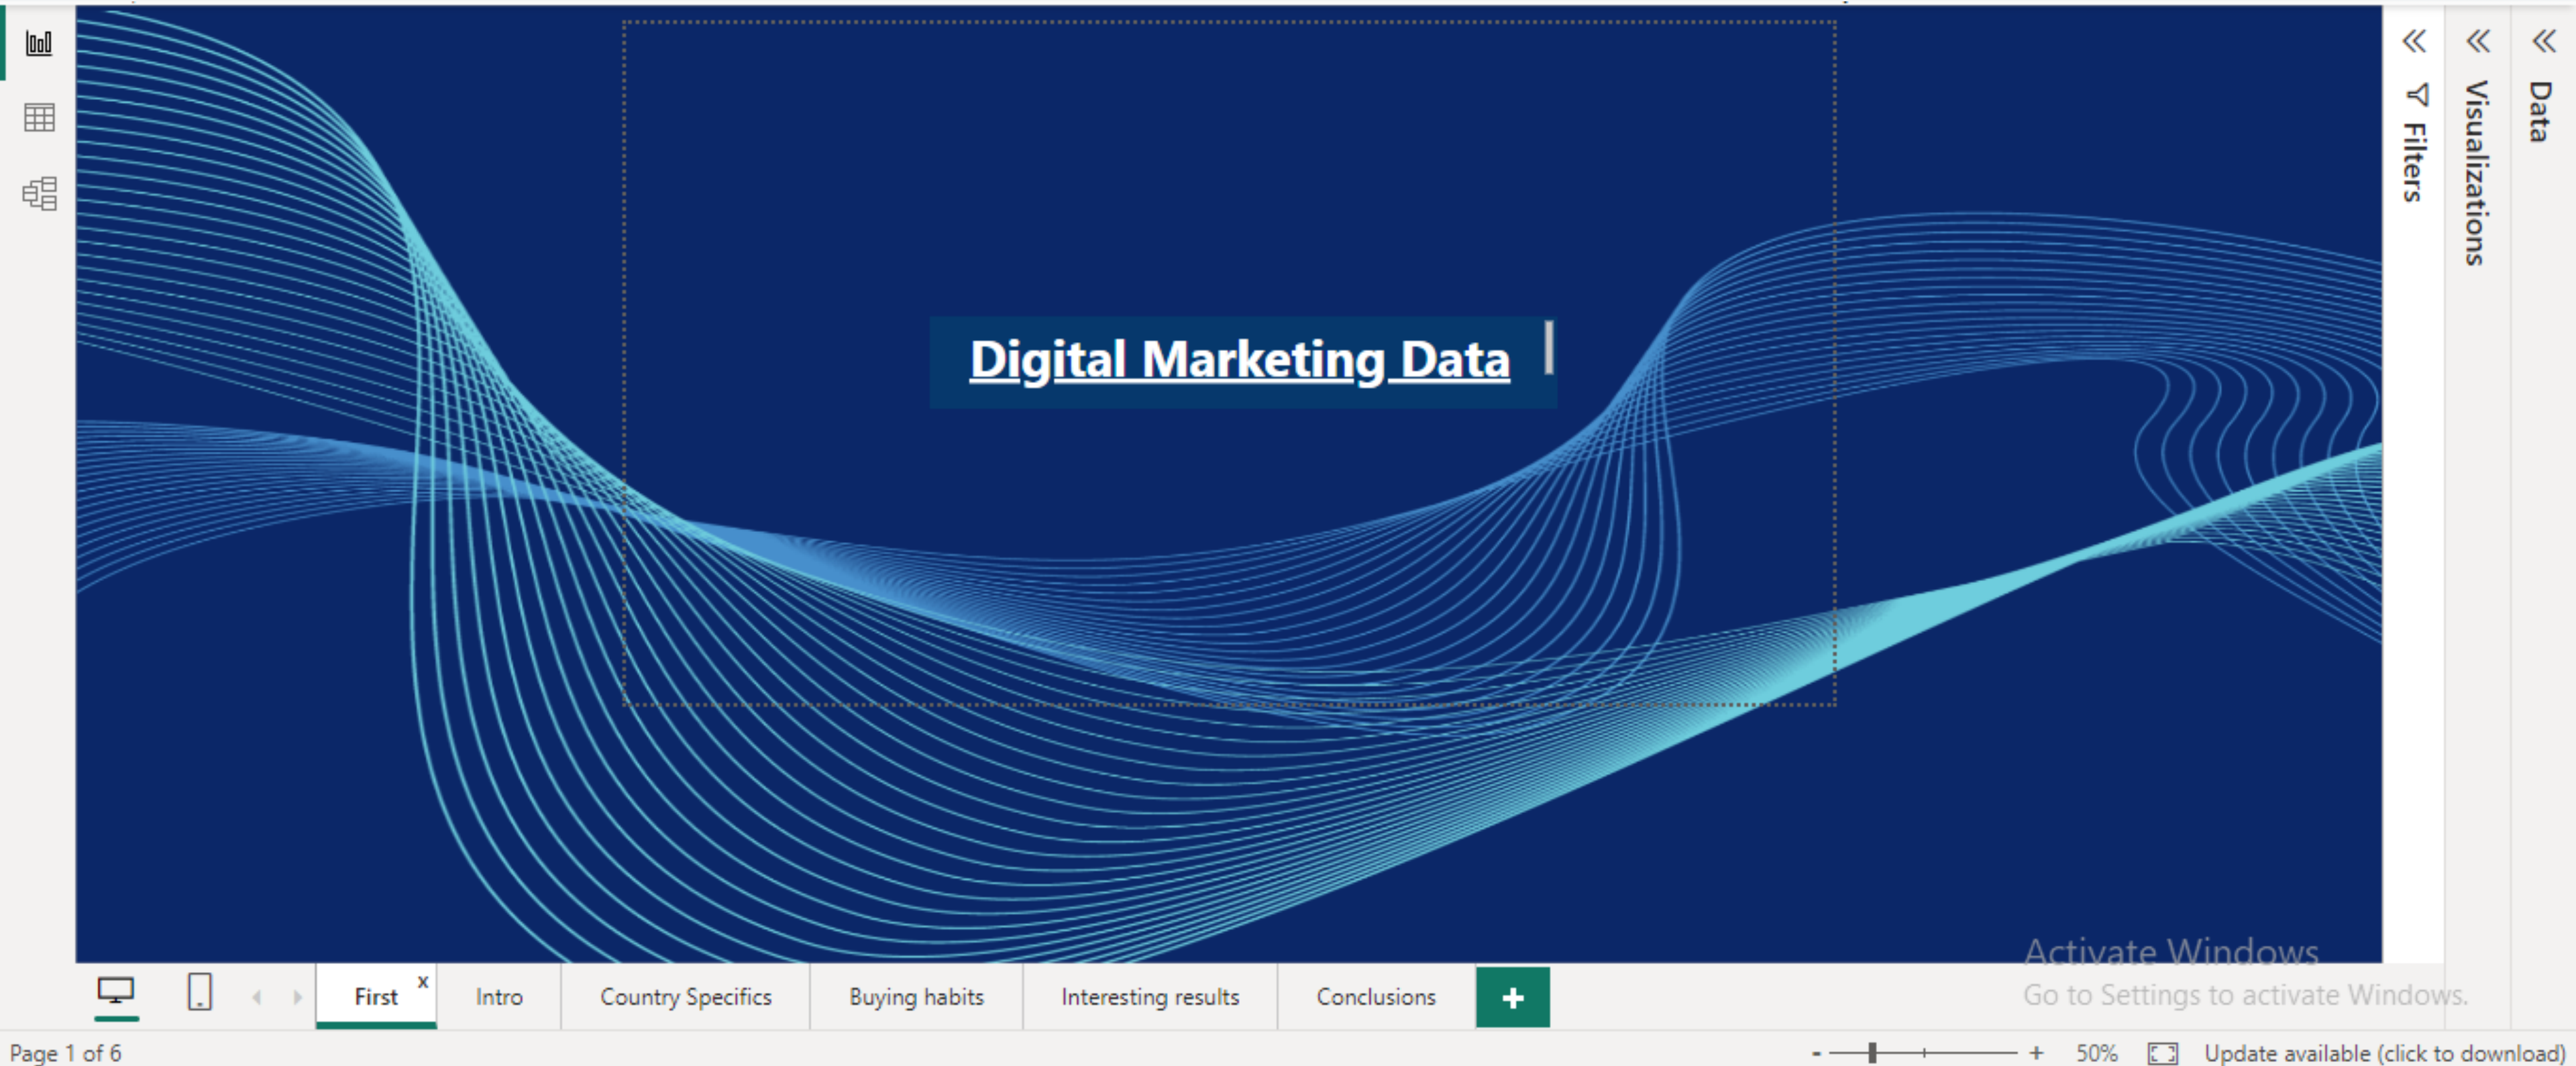 Digital Marketing Data
Filters
Visualizations
Data
Activate Windows
Go to Settings to activate Windows.
First x
Intro
Country Specifics
Buying habits
Interesting results
Conclusions
+
Page 1 of 6
- + 50%
Update available (click to download)